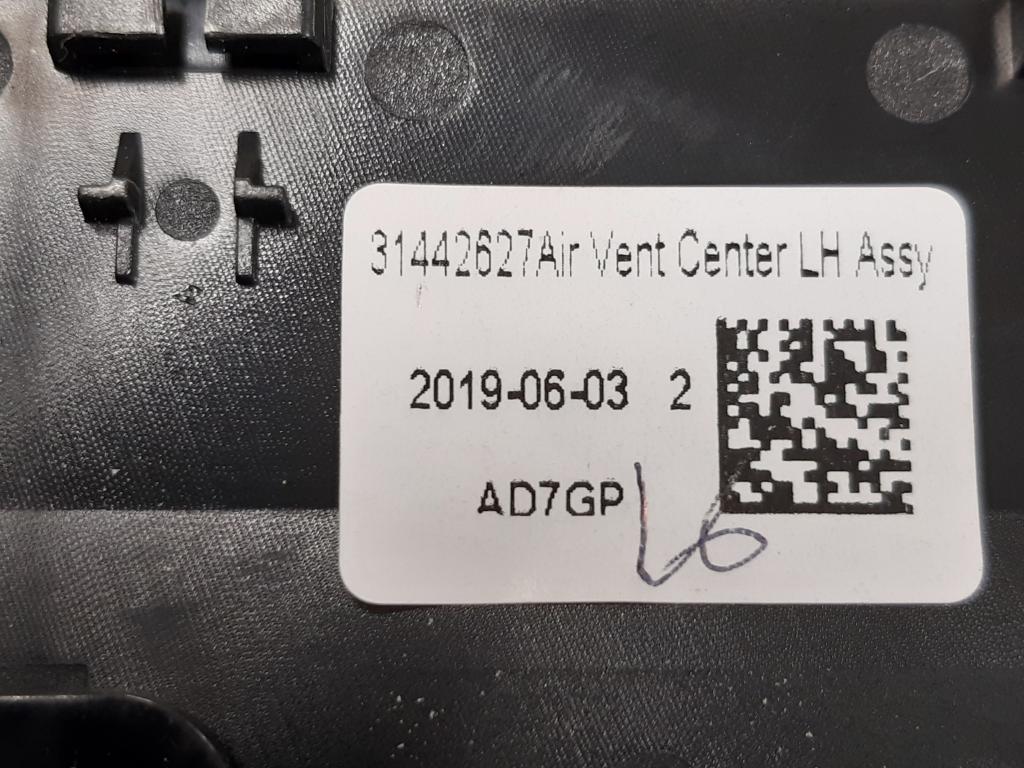 31442627Air Vent Center LH Assy
2019-06-03 2
AD7GP